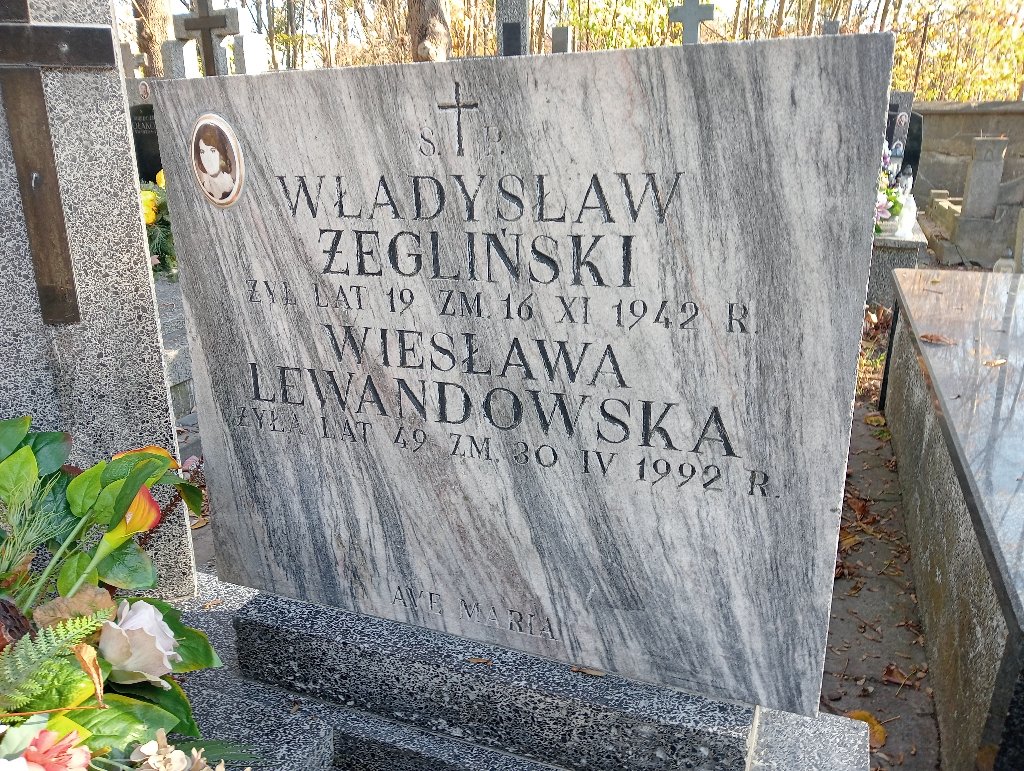 Ś. P.
WŁADYSŁAW
ŻEGLIŃSKI
ŻYŁ LAT 19 ZM. 16 XI 1942 R.
WIESŁAWA
LEWANDOWSKA
ŻYŁA LAT 49 ZM. 30 IV 1992 R.
AVE MARIA